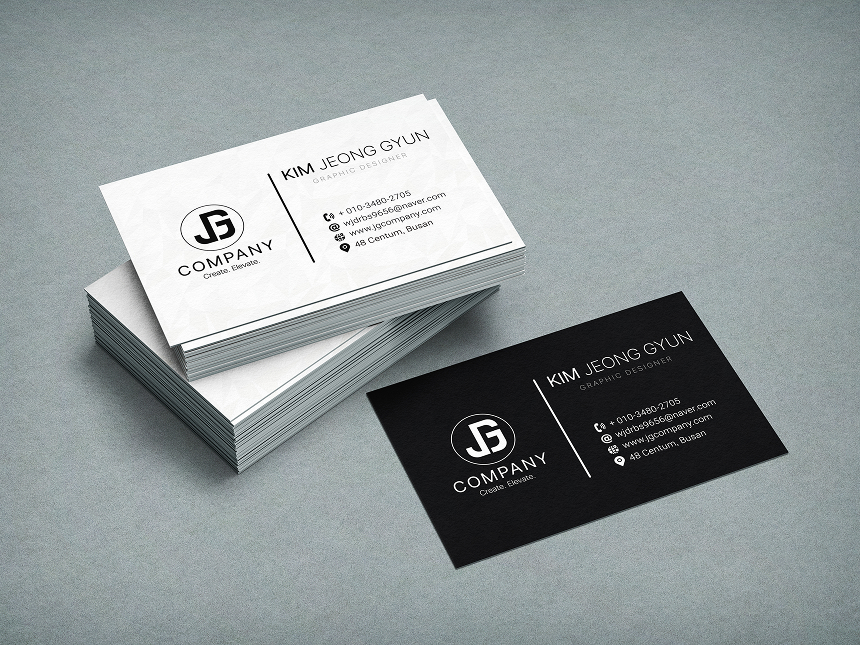 KIM JEONG GYUN
GRAPHIC DESIGNER
JG
COMPANY
Create. Elevate.
+ 010-3480-2705
wjdrbs9656@naver.com
www.jgcompany.com
48 Centum, Busan
KIM JEONG GYUN
GRAPHIC DESIGNER
JG
COMPANY
Create. Elevate.
+ 010-3480-2705
wjdrbs9656@naver.com
www.jgcompany.com
48 Centum, Busan